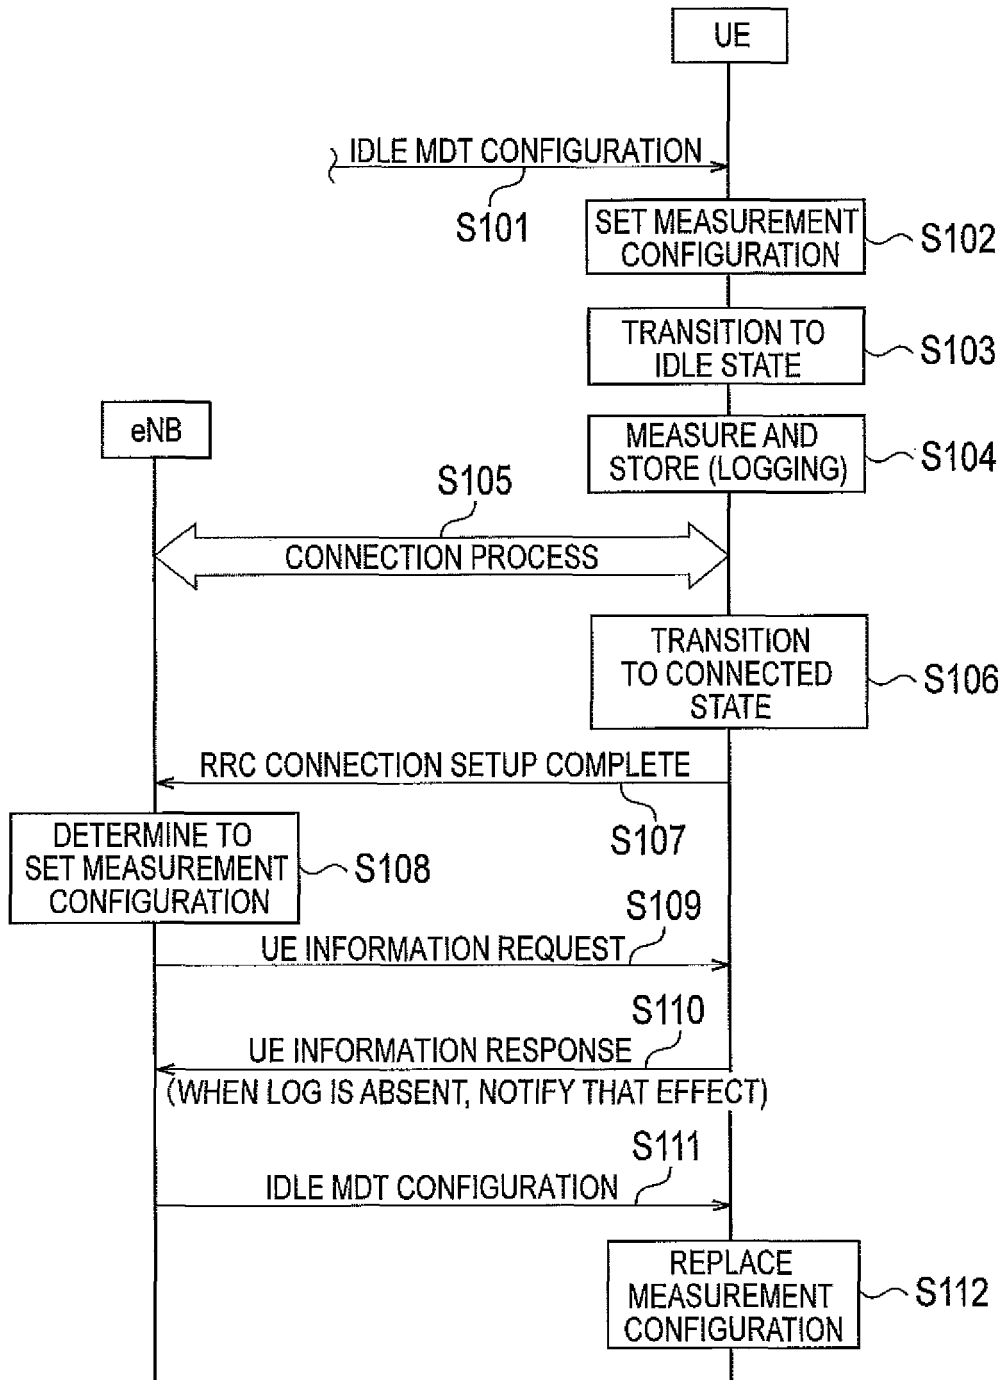 UE
IDLE MDT CONFIGURATION
S101
SET MEASUREMENT
CONFIGURATION
S102
TRANSITION TO
IDLE STATE
S103
eNB
MEASURE AND
STORE (LOGGING)
S104
S105
CONNECTION PROCESS
TRANSITION
TO CONNECTED
STATE
S106
RRC CONNECTION SETUP COMPLETE
S107
DETERMINE TO
SET MEASUREMENT
CONFIGURATION
S108
S109
UE INFORMATION REQUEST
S110
UE INFORMATION RESPONSE
(WHEN LOG IS ABSENT, NOTIFY THAT EFFECT)
S111
IDLE MDT CONFIGURATION
REPLACE
MEASUREMENT
CONFIGURATION
S112